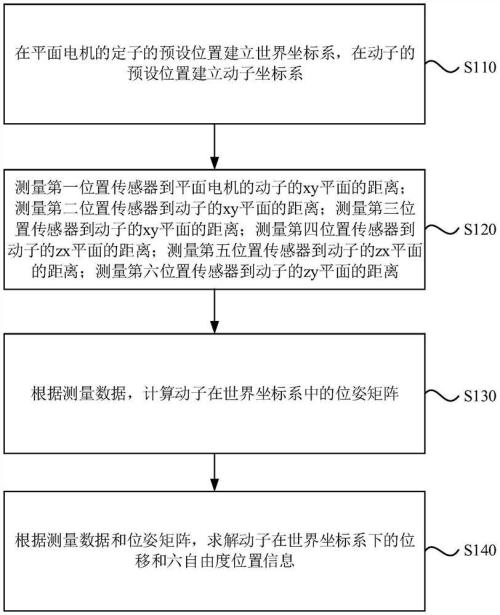 在平面电机的定子的预设位置建立世界坐标系，在动子的
预设位置建立动子坐标系
S110
测量第一位置传感器到平面电机的动子的xy平面的距离；
测量第二位置传感器到动子的xy平面的距离；测量第三位
置传感器到动子的xy平面的距离；测量第四位置传感器到
动子的zx平面的距离；测量第五位置传感器到动子的zx平面
的距离；测量第六位置传感器到动子的zy平面的距离
S120
根据测量数据，计算动子在世界坐标系中的位姿矩阵
S130
根据测量数据和位姿矩阵，求解动子在世界坐标系下的位
移和六自由度位置信息
S140